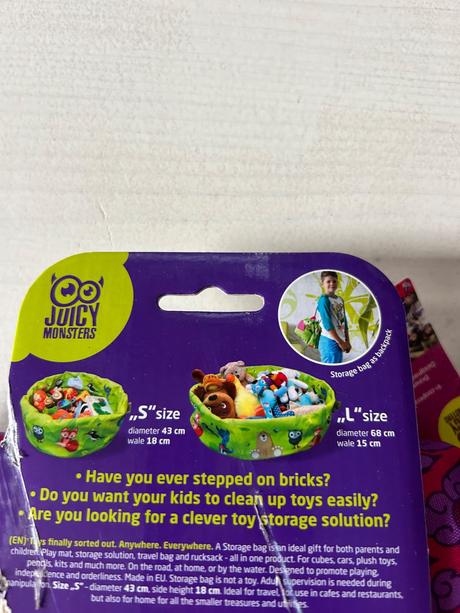 JUICY
MONSTERS
Storage bag as backpack
„S“size
diameter 43 cm
wale 18 cm
„L“size
diameter 68 cm
wale 15 cm
• Have you ever stepped on bricks?
• Do you want your kids to clean up toys easily?
• Are you looking for a clever toy storage solution?
(EN) Toys finally sorted out. Anywhere. Everywhere. A Storage bag is an ideal gift for both parents and
children. Play mat, storage solution, travel bag and rucksack - all in one product. For cubes, cars, plush toys,
pencils, kits and much more. On the road, at home, or by the water. Designed to promote playing,
independence and orderliness. Made in EU. Storage bag is not a toy. Adult supervision is needed during
manipulation. Size „S“ - diameter 43 cm, side height 18 cm. Ideal for travel, for use in cafes and restaurants,
but also for home for all the smaller treasures and